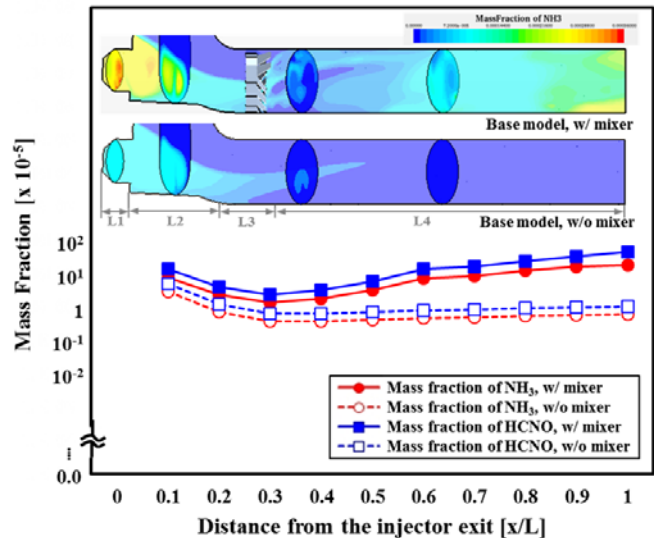 MassFraction of NH3
Base model, w/ mixer
L1 L2 L3 L4
Base model, w/o mixer
Mass Fraction [x 10⁻⁵]
10²
10¹
1
10⁻¹
10⁻²
0.0
Mass fraction of NH₃, w/ mixer
Mass fraction of NH₃, w/o mixer
Mass fraction of HCNO, w/ mixer
Mass fraction of HCNO, w/o mixer
0 0.1 0.2 0.3 0.4 0.5 0.6 0.7 0.8 0.9 1
Distance from the injector exit [x/L]